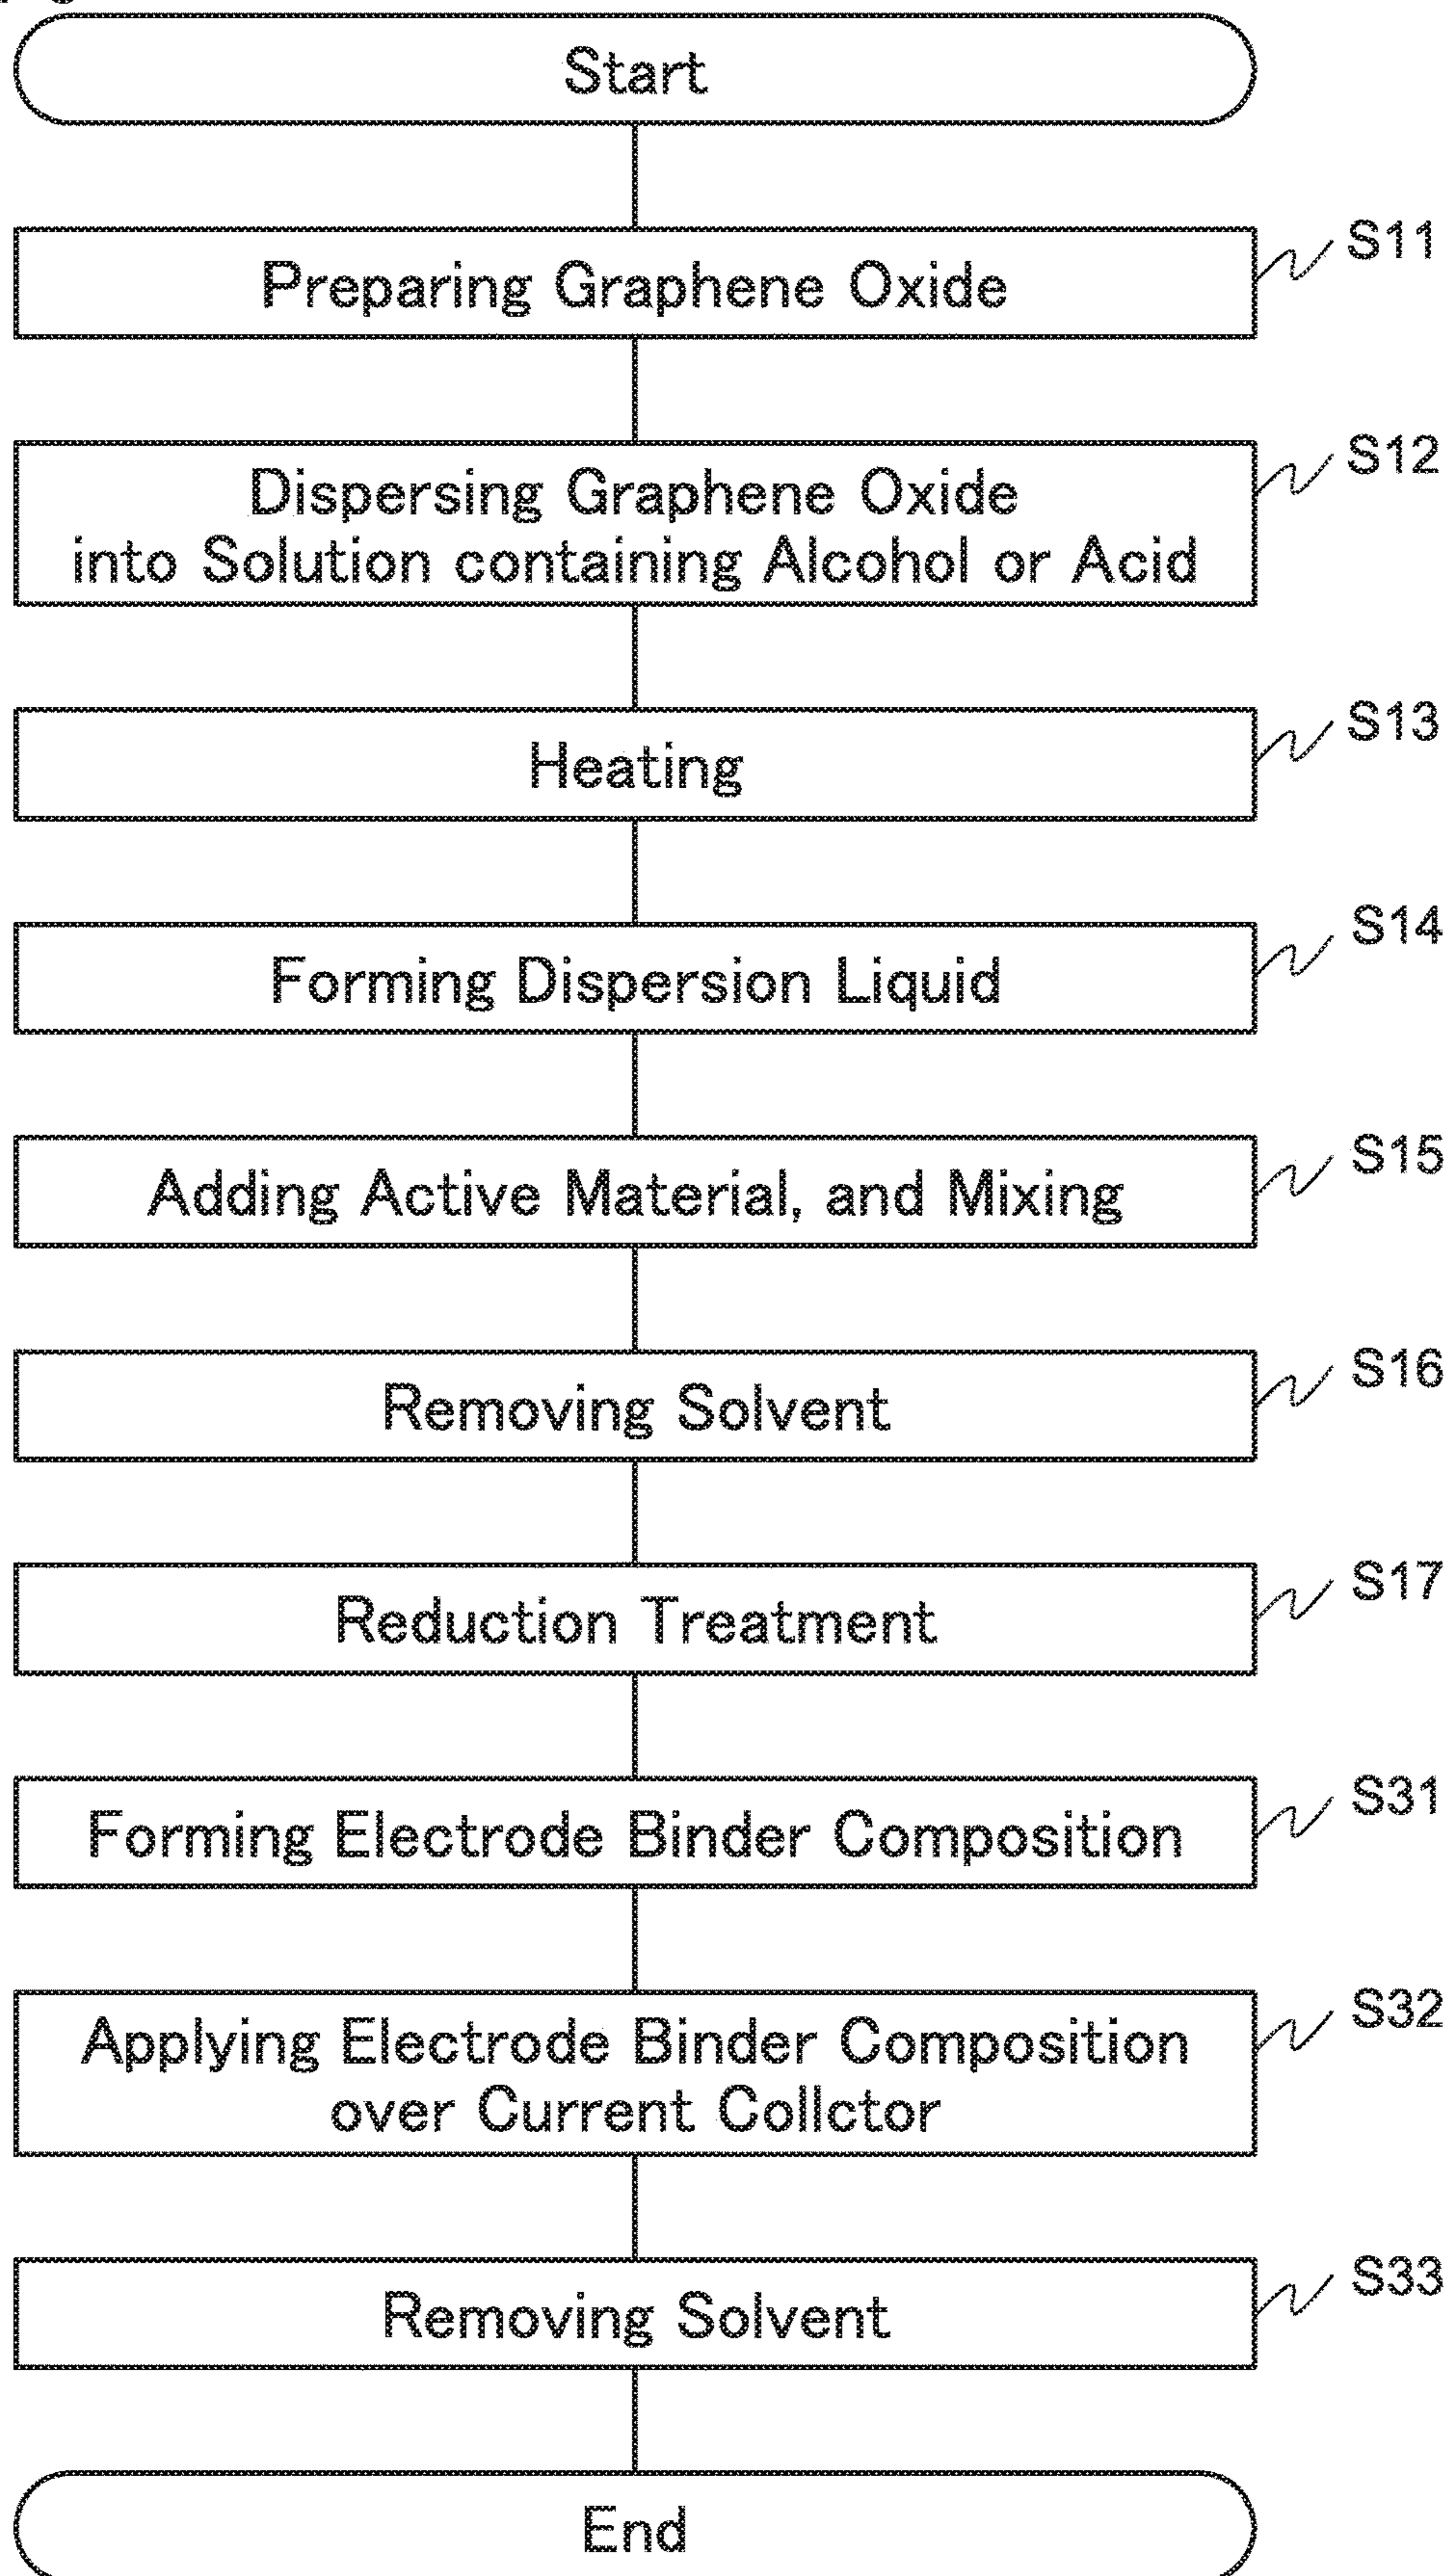 Start
Preparing Graphene Oxide
S11
Dispersing Graphene Oxide
into Solution containing Alcohol or Acid
S12
Heating
S13
Forming Dispersion Liquid
S14
Adding Active Material, and Mixing
S15
Removing Solvent
S16
Reduction Treatment
S17
Forming Electrode Binder Composition
S31
Applying Electrode Binder Composition
over Current Collctor
S32
Removing Solvent
S33
End